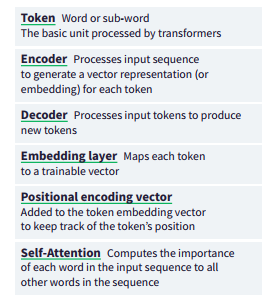 Token Word or sub-word
The basic unit processed by transformers
Encoder Processes input sequence
to generate a vector representation (or
embedding) for each token
Decoder Processes input tokens to produce
new tokens
Embedding layer Maps each token
to a trainable vector
Positional encoding vector
Added to the token embedding vector
to keep track of the token’s position
Self-Attention Computes the importance
of each word in the input sequence to all
other words in the sequence